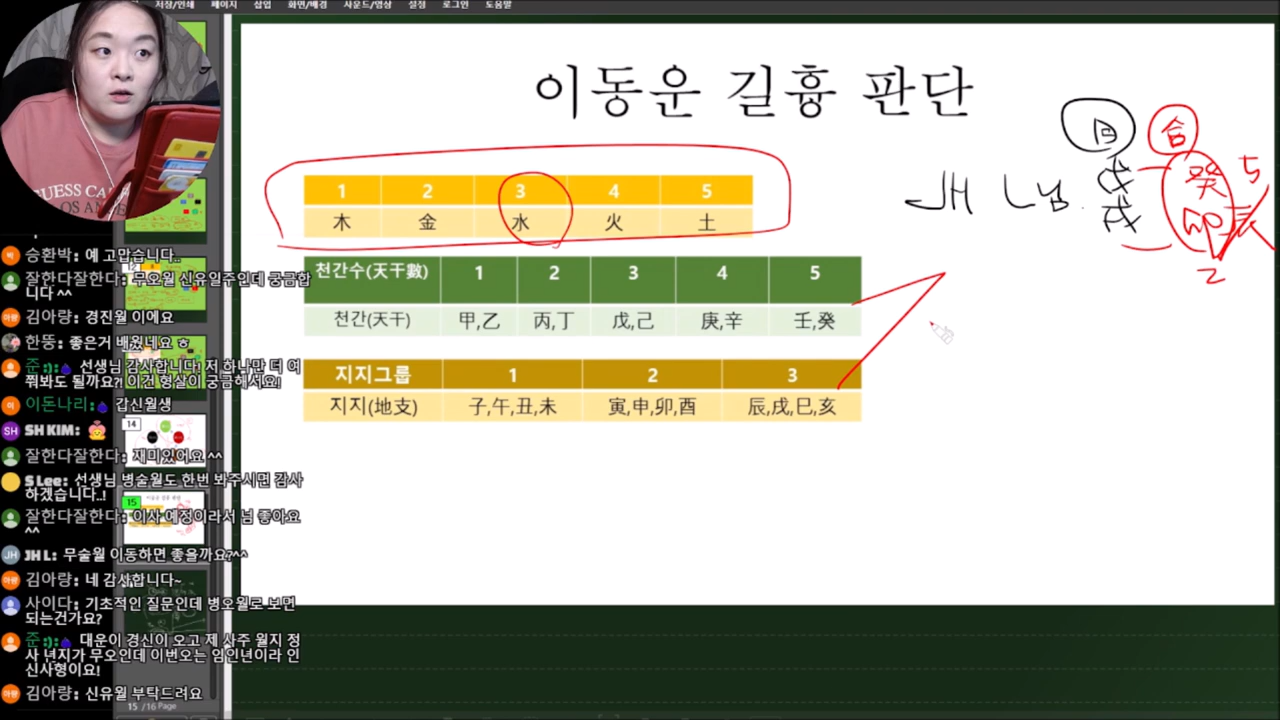 저장/인쇄 페이지 삽입 화면/배경 사운드/영상 설정 로그인 도움말
이동운 길흉 판단
1 2 3 4 5
木 金 水 火 土
천간수(天干數) 1 2 3 4 5
천간(天干) 甲,乙 丙,丁 戊,己 庚,辛 壬,癸
지지그룹 1 2 3
지지(地支) 子,午,丑,未 寅,申,卯,酉 辰,戌,巳,亥
合
JH L님
戊 癸 5
戌 卯
2
GUESS
LOS
승환박: 예 고맙습니다..
잘한다잘한다: 무오월 신유일주인데 궁금합
니다 ^^
김아량: 경진월 이에요
한뚱: 좋은거 배웠네요 ㅎ
준:): 선생님 감사합니다! 저 하나만 더 여
쭤봐도 될까요?! 이건 형살이 궁금해서요!
이돈나리: 갑신월생
SH KIM:
잘한다잘한다: 재미있어요 ^^
S Lee: 선생님 병술월도 한번 봐주시면 감사
하겠습니다..!
잘한다잘한다: 이사 예정이라서 넘 좋아요
^^
JH L: 무술월 이동하면 좋을까요?^^
김아량: 네 감사합니다~
사이다: 기초적인 질문인데 병오월로 보면
되는건가요?
준:): 대운이 경신이 오고 제 사주 월지 정
사 년지가 무오인데 이번오는 임인년이라 인
신사형이요!
김아량: 신유월 부탁드려요
14
15
15 /16 Page